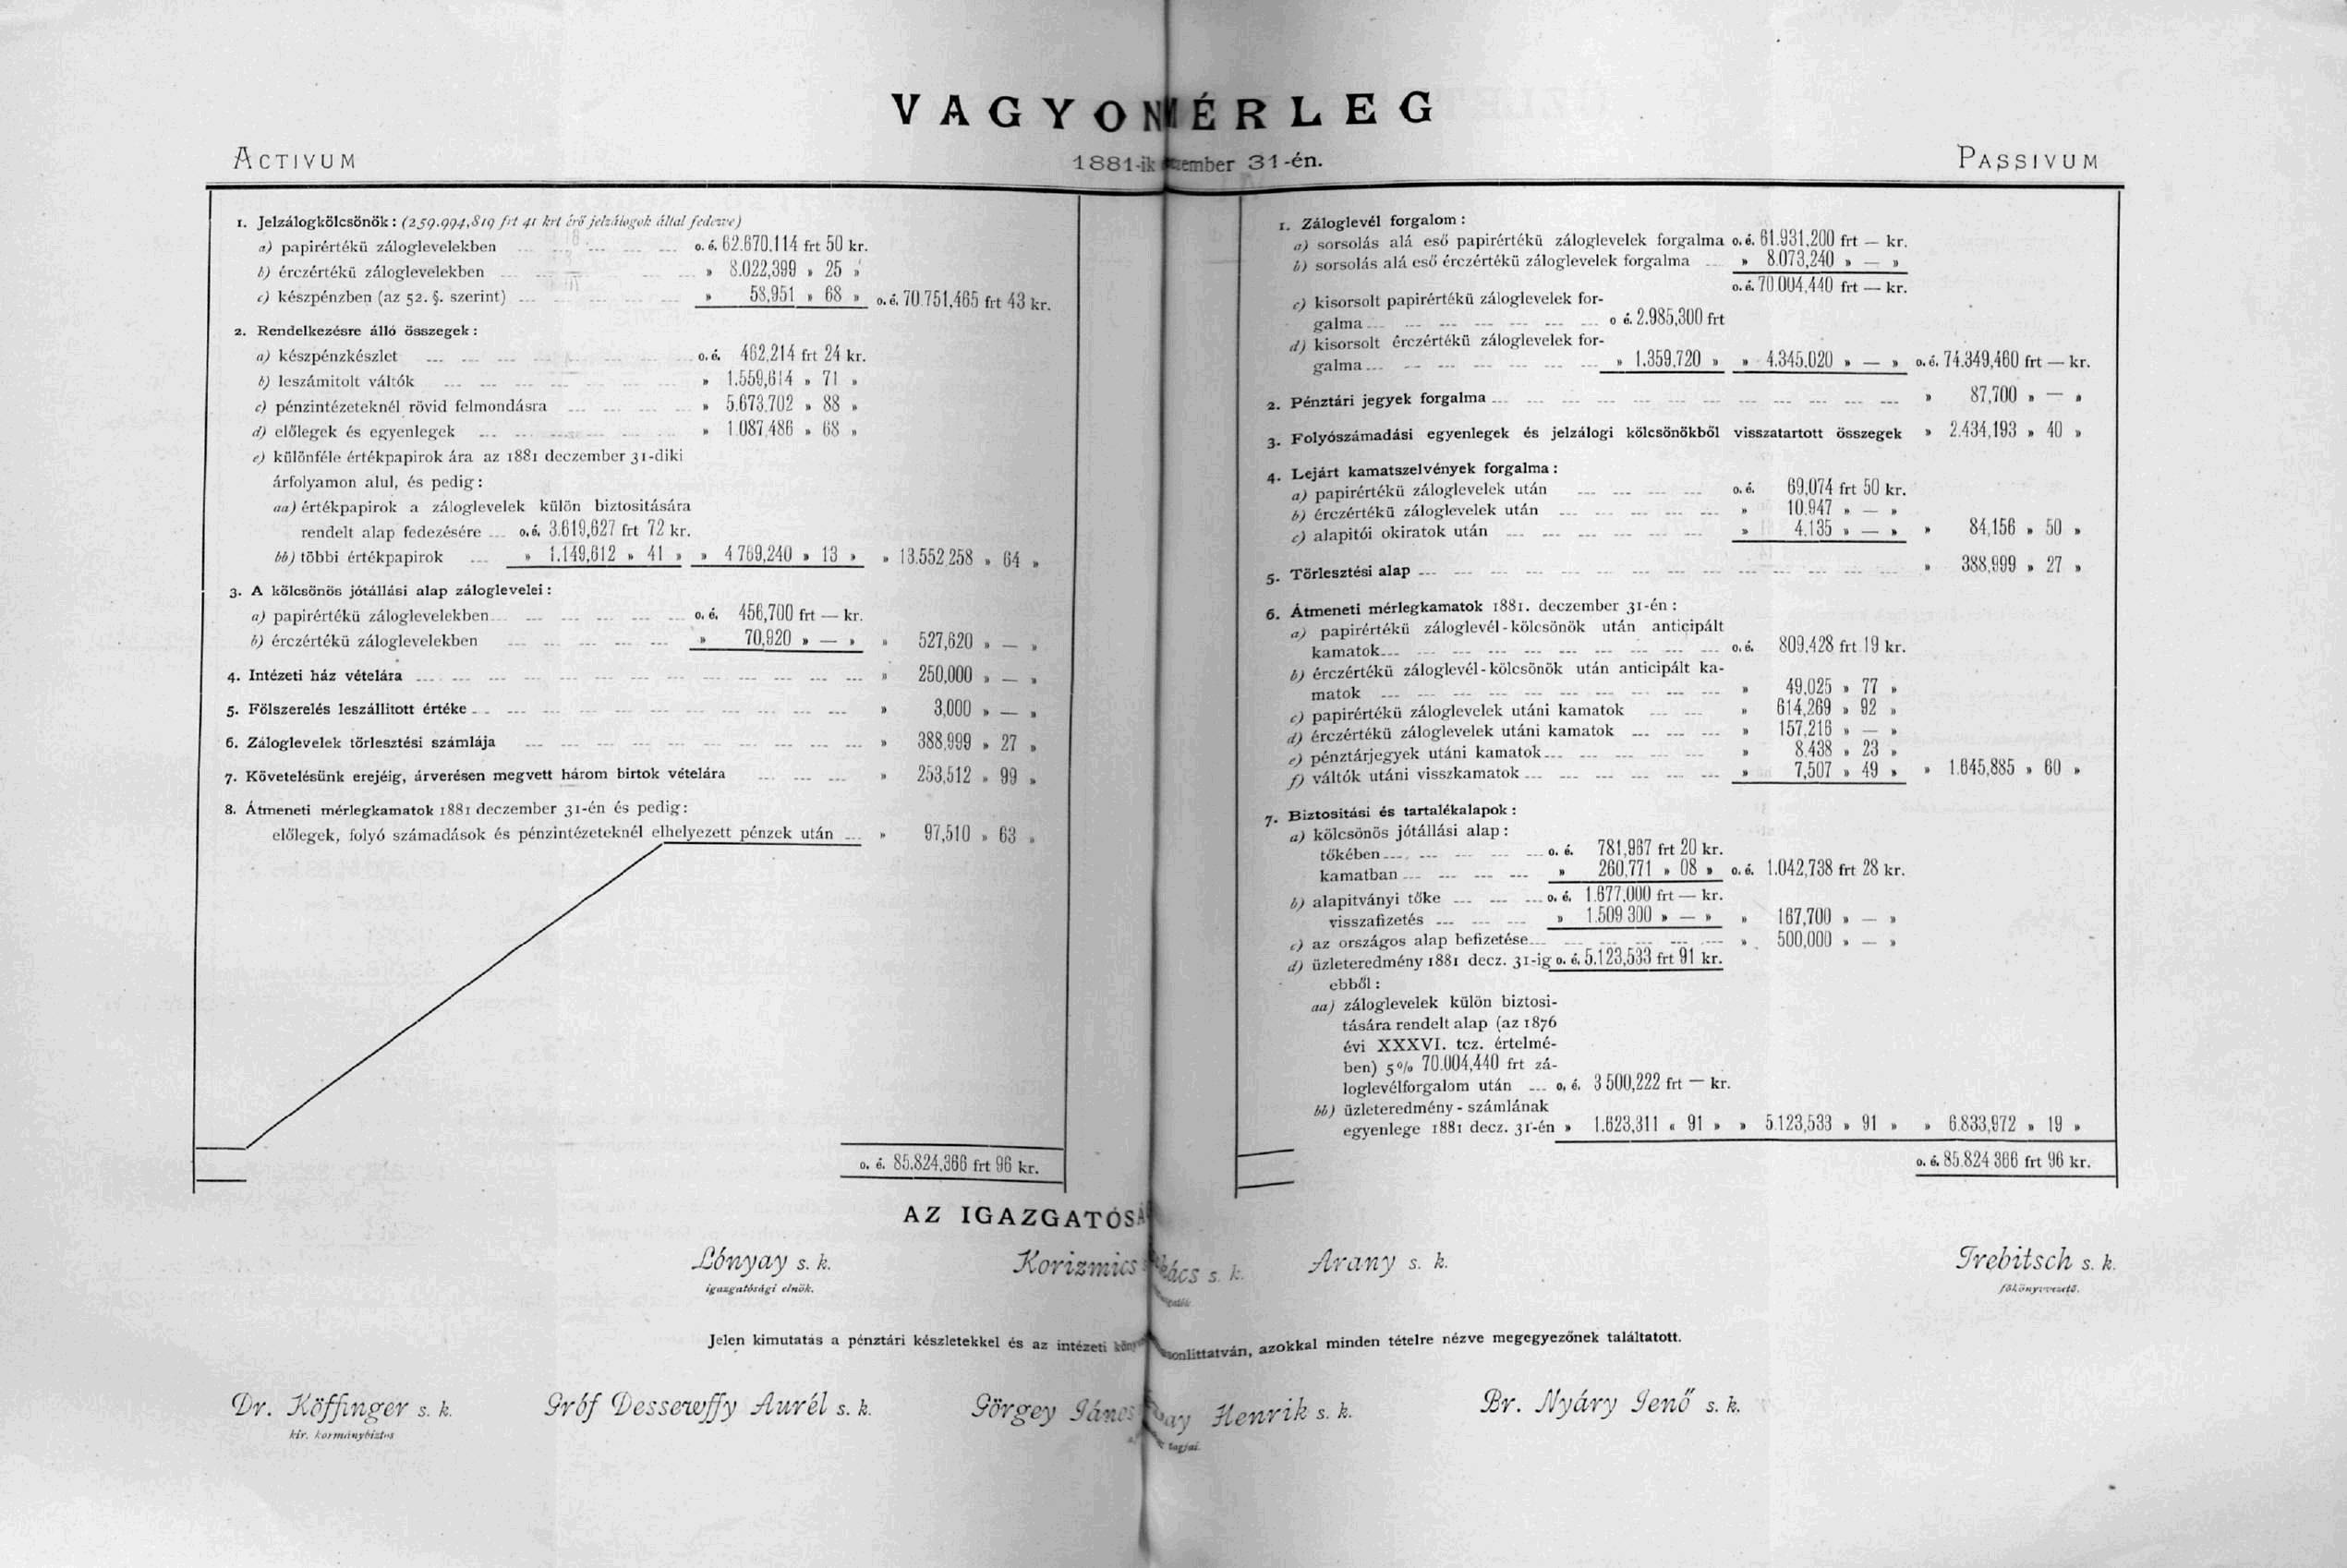 VAGYONMÉRLEG
ACTIVUM
1881-ik deczember 31-én.
PASSIVUM
1. Jelzálogkölcsönök: (259.994,819 frt 41 krt érő jelzálogok által fedezve)
a) papirértékü záloglevelekben o. é. 62.670.114 frt 50 kr.
b) érczértékü záloglevelekben » 8.022,399 » 25 »
c) készpénzben (az 52. §. szerint) » 58,951 » 68 » o. é. 70.751,465 frt 43 kr.
2. Rendelkezésre álló összegek:
a) készpénzkészlet o. é. 462,214 frt 24 kr.
b) leszámitolt váltók » 1.559,614 » 71 »
c) pénzintézeteknél rövid felmondásra » 5.673,702 » 88 »
d) előlegek és egyenlegek » 1.087,486 » 68 »
e) különféle értékpapirok ára az 1881 deczember 31-diki
árfolyamon alul, és pedig:
aa) értékpapirok a záloglevelek külön biztositására
rendelt alap fedezésére o. é. 3.619,627 frt 72 kr.
bb) többi értékpapirok » 1.149,612 » 41 » » 4.769,240 » 13 » » 13.552,258 » 64 »
3. A kölcsönös jótállási alap záloglevelei:
a) papirértékü záloglevelekben o. é. 456,700 frt — kr.
b) érczértékü záloglevelekben » 70,920 » — » » 527,620 » — »
4. Intézeti ház vételára » 250,000 » — »
5. Fölszerelés leszállitott értéke » 3,000 » — »
6. Záloglevelek törlesztési számlája » 388,999 » 27 »
7. Követelésünk erejéig, árverésen megvett három birtok vételára » 253,512 » 99 »
8. Átmeneti mérlegkamatok 1881 deczember 31-én és pedig:
előlegek, folyó számadások és pénzintézeteknél elhelyezett pénzek után » 97,510 » 63 »
o. é. 85.824,366 frt 96 kr.
1. Záloglevél forgalom:
a) sorsolás alá eső papirértékü záloglevelek forgalma o. é. 61.931,200 frt — kr.
b) sorsolás alá eső érczértékü záloglevelek forgalma » 8.073,240 » — »
o. é. 70.004,440 frt — kr.
c) kisorsolt papirértékü záloglevelek for-
galma o. é. 2.985,300 frt
d) kisorsolt érczértékü záloglevelek for-
galma » 1.359,720 » » 4.345,020 » — » o. é. 74.349,460 frt — kr.
2. Pénztári jegyek forgalma » 87,700 » — »
3. Folyószámadási egyenlegek és jelzálogi kölcsönökből visszatartott összegek » 2.434,193 » 40 »
4. Lejárt kamatszelvények forgalma:
a) papirértékü záloglevelek után o. é. 69,074 frt 50 kr.
b) érczértékü záloglevelek után » 10,947 » — »
c) alapitói okiratok után » 4,135 » — » » 84,156 » 50 »
5. Törlesztési alap » 388,999 » 27 »
6. Átmeneti mérlegkamatok 1881. deczember 31-én:
a) papirértékü záloglevél-kölcsönök után anticipált
kamatok o. é. 809,428 frt 19 kr.
b) érczértékü záloglevél-kölcsönök után anticipált ka-
matok » 49,025 » 77 »
c) papirértékü záloglevelek utáni kamatok » 614,269 » 92 »
d) érczértékü záloglevelek utáni kamatok » 157,216 » — »
e) pénztárjegyek utáni kamatok » 8,438 » 23 »
f) váltók utáni visszkamatok » 7,507 » 49 » » 1.645,885 » 60 »
7. Biztositási és tartalékalapok:
a) kölcsönös jótállási alap:
tőkében o. é. 781,967 frt 20 kr.
kamatban » 260,771 » 08 » o. é. 1.042,738 frt 28 kr.
b) alapitványi tőke o. é. 1.677,000 frt — kr.
visszafizetés » 1.509,300 » — » » 167,700 » — »
c) az országos alap befizetése » 500,000 » — »
d) üzleteredmény 1881 decz. 31-ig o. é. 5.123,533 frt 91 kr.
ebből:
aa) záloglevelek külön biztosi-
tására rendelt alap (az 1876
évi XXXVI. tcz. értelmé-
ben) 5% 70.004,440 frt zá-
loglevélforgalom után o. é. 3.500,222 frt — kr.
bb) üzleteredmény-számlának
egyenlege 1881 decz. 31-én » 1.623,311 « 91 » » 5.123,533 » 91 » » 6.833,972 » 19 »
o. é. 85.824,366 frt 96 kr.
AZ IGAZGATÓSÁ
Lónyay s. k. Korizmics s. k. Arany s. k. Trebitsch s. k.
igazgatósági elnök. főkönyvvezető.
Jelen kimutatás a pénztári készletekkel és az intézeti azokkal minden tételre nézve megegyezőnek találtatott.
Dr. Köffinger s. k. Gróf Dessewffy Aurél s. k. Görgey János Henrik s. k. Br. Nyáry Jenő s. k.
kir. kormánybiztos tagjai.